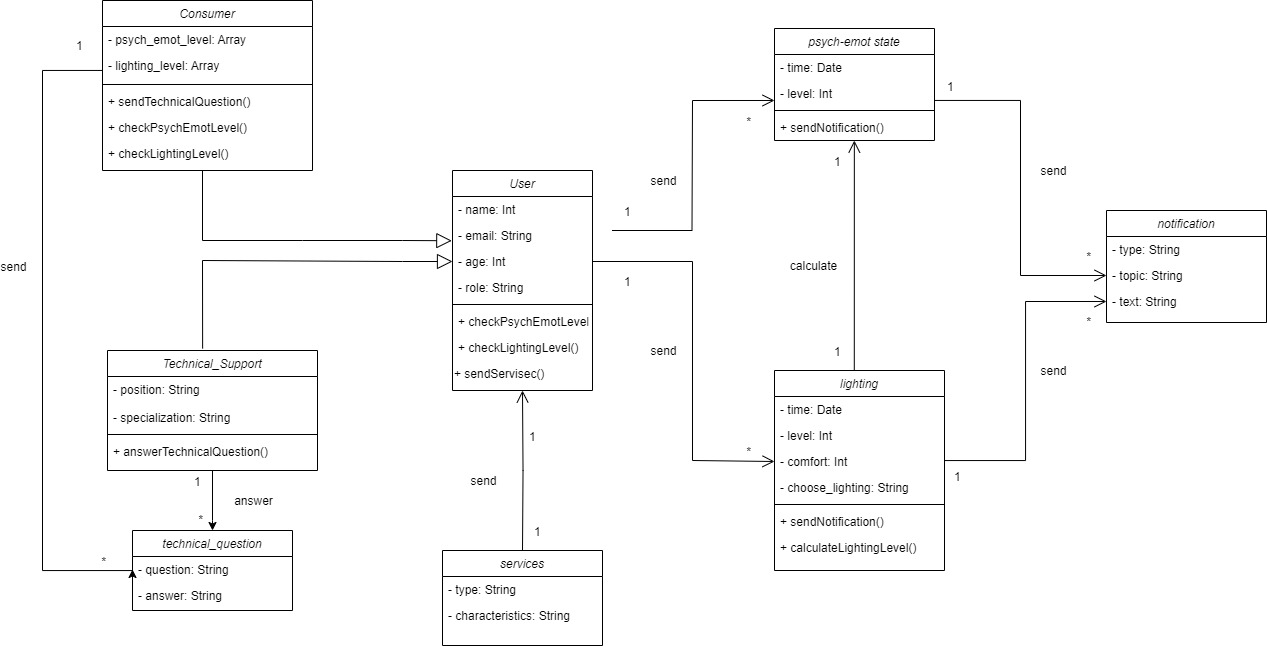 Consumer
- psych_emot_level: Array
- lighting_level: Array
+ sendTechnicalQuestion()
+ checkPsychEmotLevel()
+ checkLightingLevel()
1
send
*
User
- name: Int
- email: String
- age: Int
- role: String
+ checkPsychEmotLevel
+ checkLightingLevel()
+ sendServisec()
Technical_Support
- position: String
- specialization: String
+ answerTechnicalQuestion()
1
answer
*
technical_question
- question: String
- answer: String
services
- type: String
- characteristics: String
1
send
1
psych-emot state
- time: Date
- level: Int
+ sendNotification()
1
send
*
1
send
*
1
calculate
1
lighting
- time: Date
- level: Int
- comfort: Int
- choose_lighting: String
+ sendNotification()
+ calculateLightingLevel()
1
send
*
1
send
*
notification
- type: String
- topic: String
- text: String